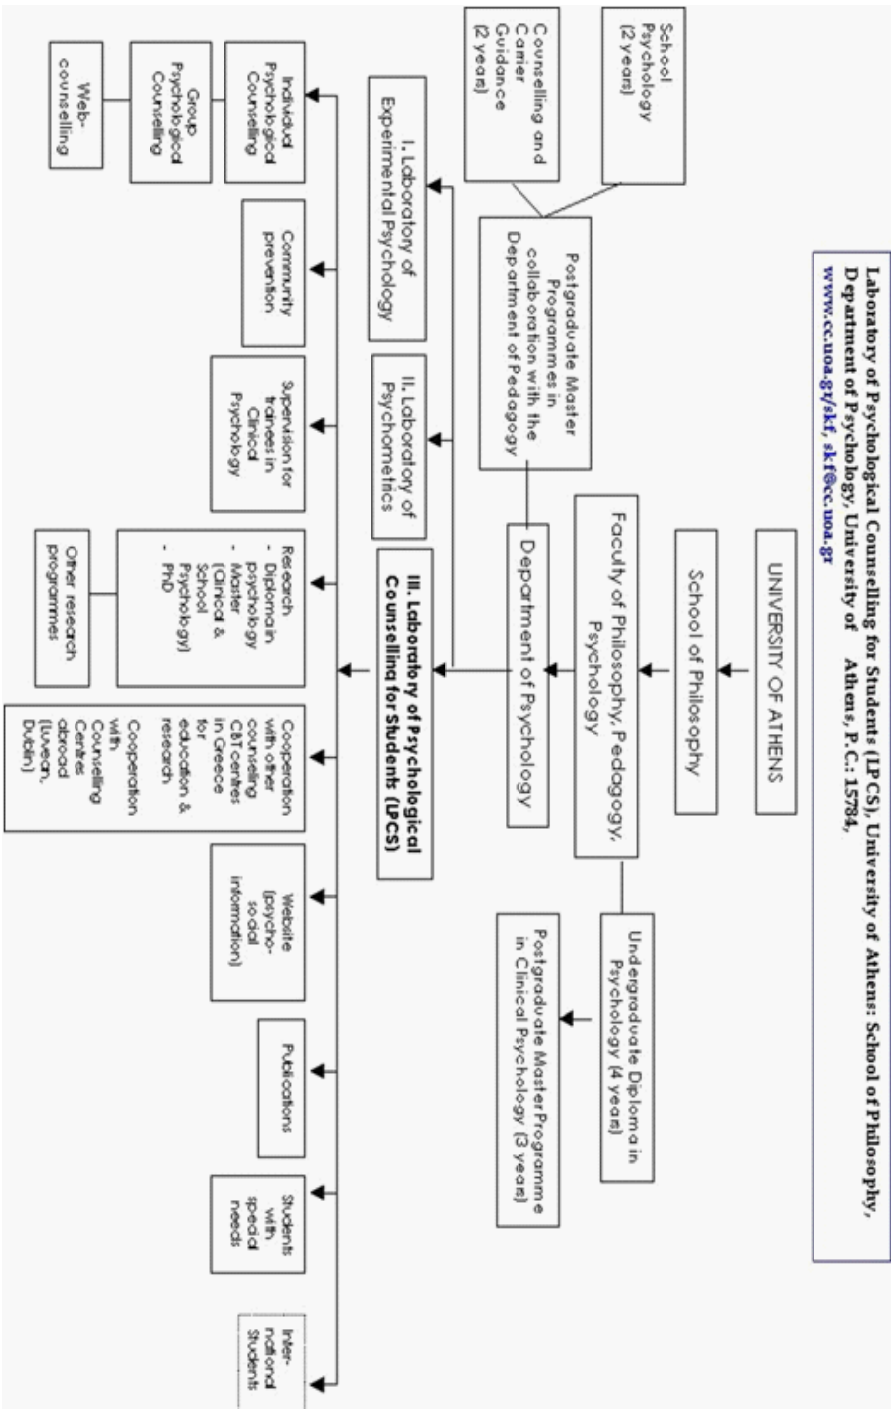 Laboratory of Psychological Counselling for Students (LPCS), University of Athens: School of Philosophy,
Department of Psychology, University of Athens, P.C.: 15784,
www.cc.uoa.gr/skf, skf@cc.uoa.gr
UNIVERSITY OF ATHENS
School of Philosophy
Faculty of Philosophy, Pedagogy,
Psychology
Undergraduate Diploma in
Psychology (4 years)
Postgraduate Master Programme
in Clinical Psychology (3 years)
School
Psychology
(2 years)
Counselling and
Carrier
Guidance
(2 years)
Postgraduate Master
Programmes in
collaboration with the
Department of Pedagogy
Department of Psychology
I. Laboratory of
Experimental Psychology
II. Laboratory of
Psychometrics
III. Laboratory of Psychological
Counselling for Students (LPCS)
Individual
Psychological
Counselling
Group
Psychological
Counselling
Web-
counselling
Community
prevention
Supervision for
trainees in
Clinical
Psychology
Research
- Diploma in
psychology
- Master
(Clinical &
School
Psychology)
- PhD
Other research
programmes
Cooperation
with other
counseling
CBT centres
in Greece
for
education &
research
Cooperation
with
Counselling
Centres
abroad
(Luvean,
Dublin)
Website
(psycho-
social
information)
Publications
Students
with
special
needs
Inter-
national
Students